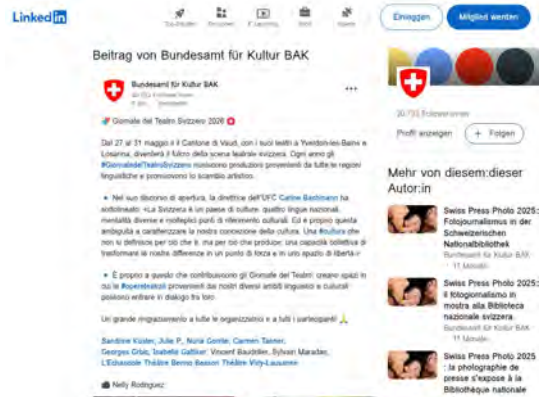 LinkedIn
Einloggen
Mitglied werden
Beitrag von Bundesamt für Kultur BAK
Bundesamt für Kultur BAK
Giornate del Teatro Svizzero 2026
Dal 27 al 31 maggio il il Cantone di Vaud, con i suoi teatri a Yverdon-les-Bains e
Losanna, diventerà il fulcro della scena teatrale svizzera. Ogni anno gli
#GiornatedelTeatroSvizzero riuniscono produzioni provenienti da tutte le regioni
linguistiche e promuovono lo scambio artistico.
Nel suo discorso di apertura, la direttrice dell'UFC Carine Bachmann ha
sottolineato: «La Svizzera è un paese di culture: quattro lingue nazionali,
mentalità diverse e molteplici punti di riferimento culturali. Ed è proprio questa
ambiguità a caratterizzare la nostra concezione della cultura. Una #cultura che
non si definisce per ciò che è, ma per ciò che produce: una capacità collettiva di
trasformare le nostre differenze in un punto di forza e in uno spazio di libertà.»
È proprio a questo che contribuiscono gli Giornate del Teatro: creano spazi in
cui le #operateatrali provenienti dai nostri diversi ambiti linguistici e culturali
possono entrare in dialogo tra loro.
Un grande ringraziamento a tutte le organizzatrici e a tutti i partecipanti!
Sandrine Kuster, Julie P., Nuria Gorrite, Carmen Tanner,
Georges Grbic, Isabella Gattiker, Vincent Baudriller, Sylvain Maradan,
L'Echandole Théâtre Benno Besson Théâtre Vidy-Lausanne
Nelly Rodriguez
Profil anzeigen
+ Folgen
Mehr von diesem:dieser
Autor:in
Swiss Press Photo 2025:
Fotojournalismus in der
Schweizerischen
Nationalbibliothek
Bundesamt für Kultur BAK
11 Monate
Swiss Press Photo 2025:
il fotogiornalismo in
mostra alla Biblioteca
nazionale svizzera
Bundesamt für Kultur BAK
11 Monate
Swiss Press Photo 2025
: la photographie de
presse s'expose à la
Bibliothèque nationale